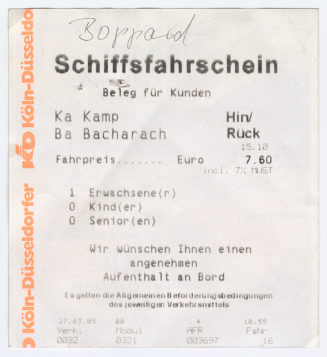 Boppard
Schiffsfahrschein
Beleg für Kunden
Ka Kamp Hin/
Ba Bacharach Rück
15.10
Fahrpreis....... Euro 7.60
incl. 7% MWST
1 Erwachsene(r)
0 Kind(er)
0 Senior(en)
Wir wünschen Ihnen einen
angenehmen
Aufenthalt an Bord
Es gelten die Allgemeinen Beförderungsbedingungen
des jeweiligen Verkehrsmittels
27.03.05 00 4 10.55
Verk. Modul AFR FsNr
0032 0321 003697 16
Köln-Düsseldo
KD Köln-Düsseldorfer
Köln-Düsseldorfer